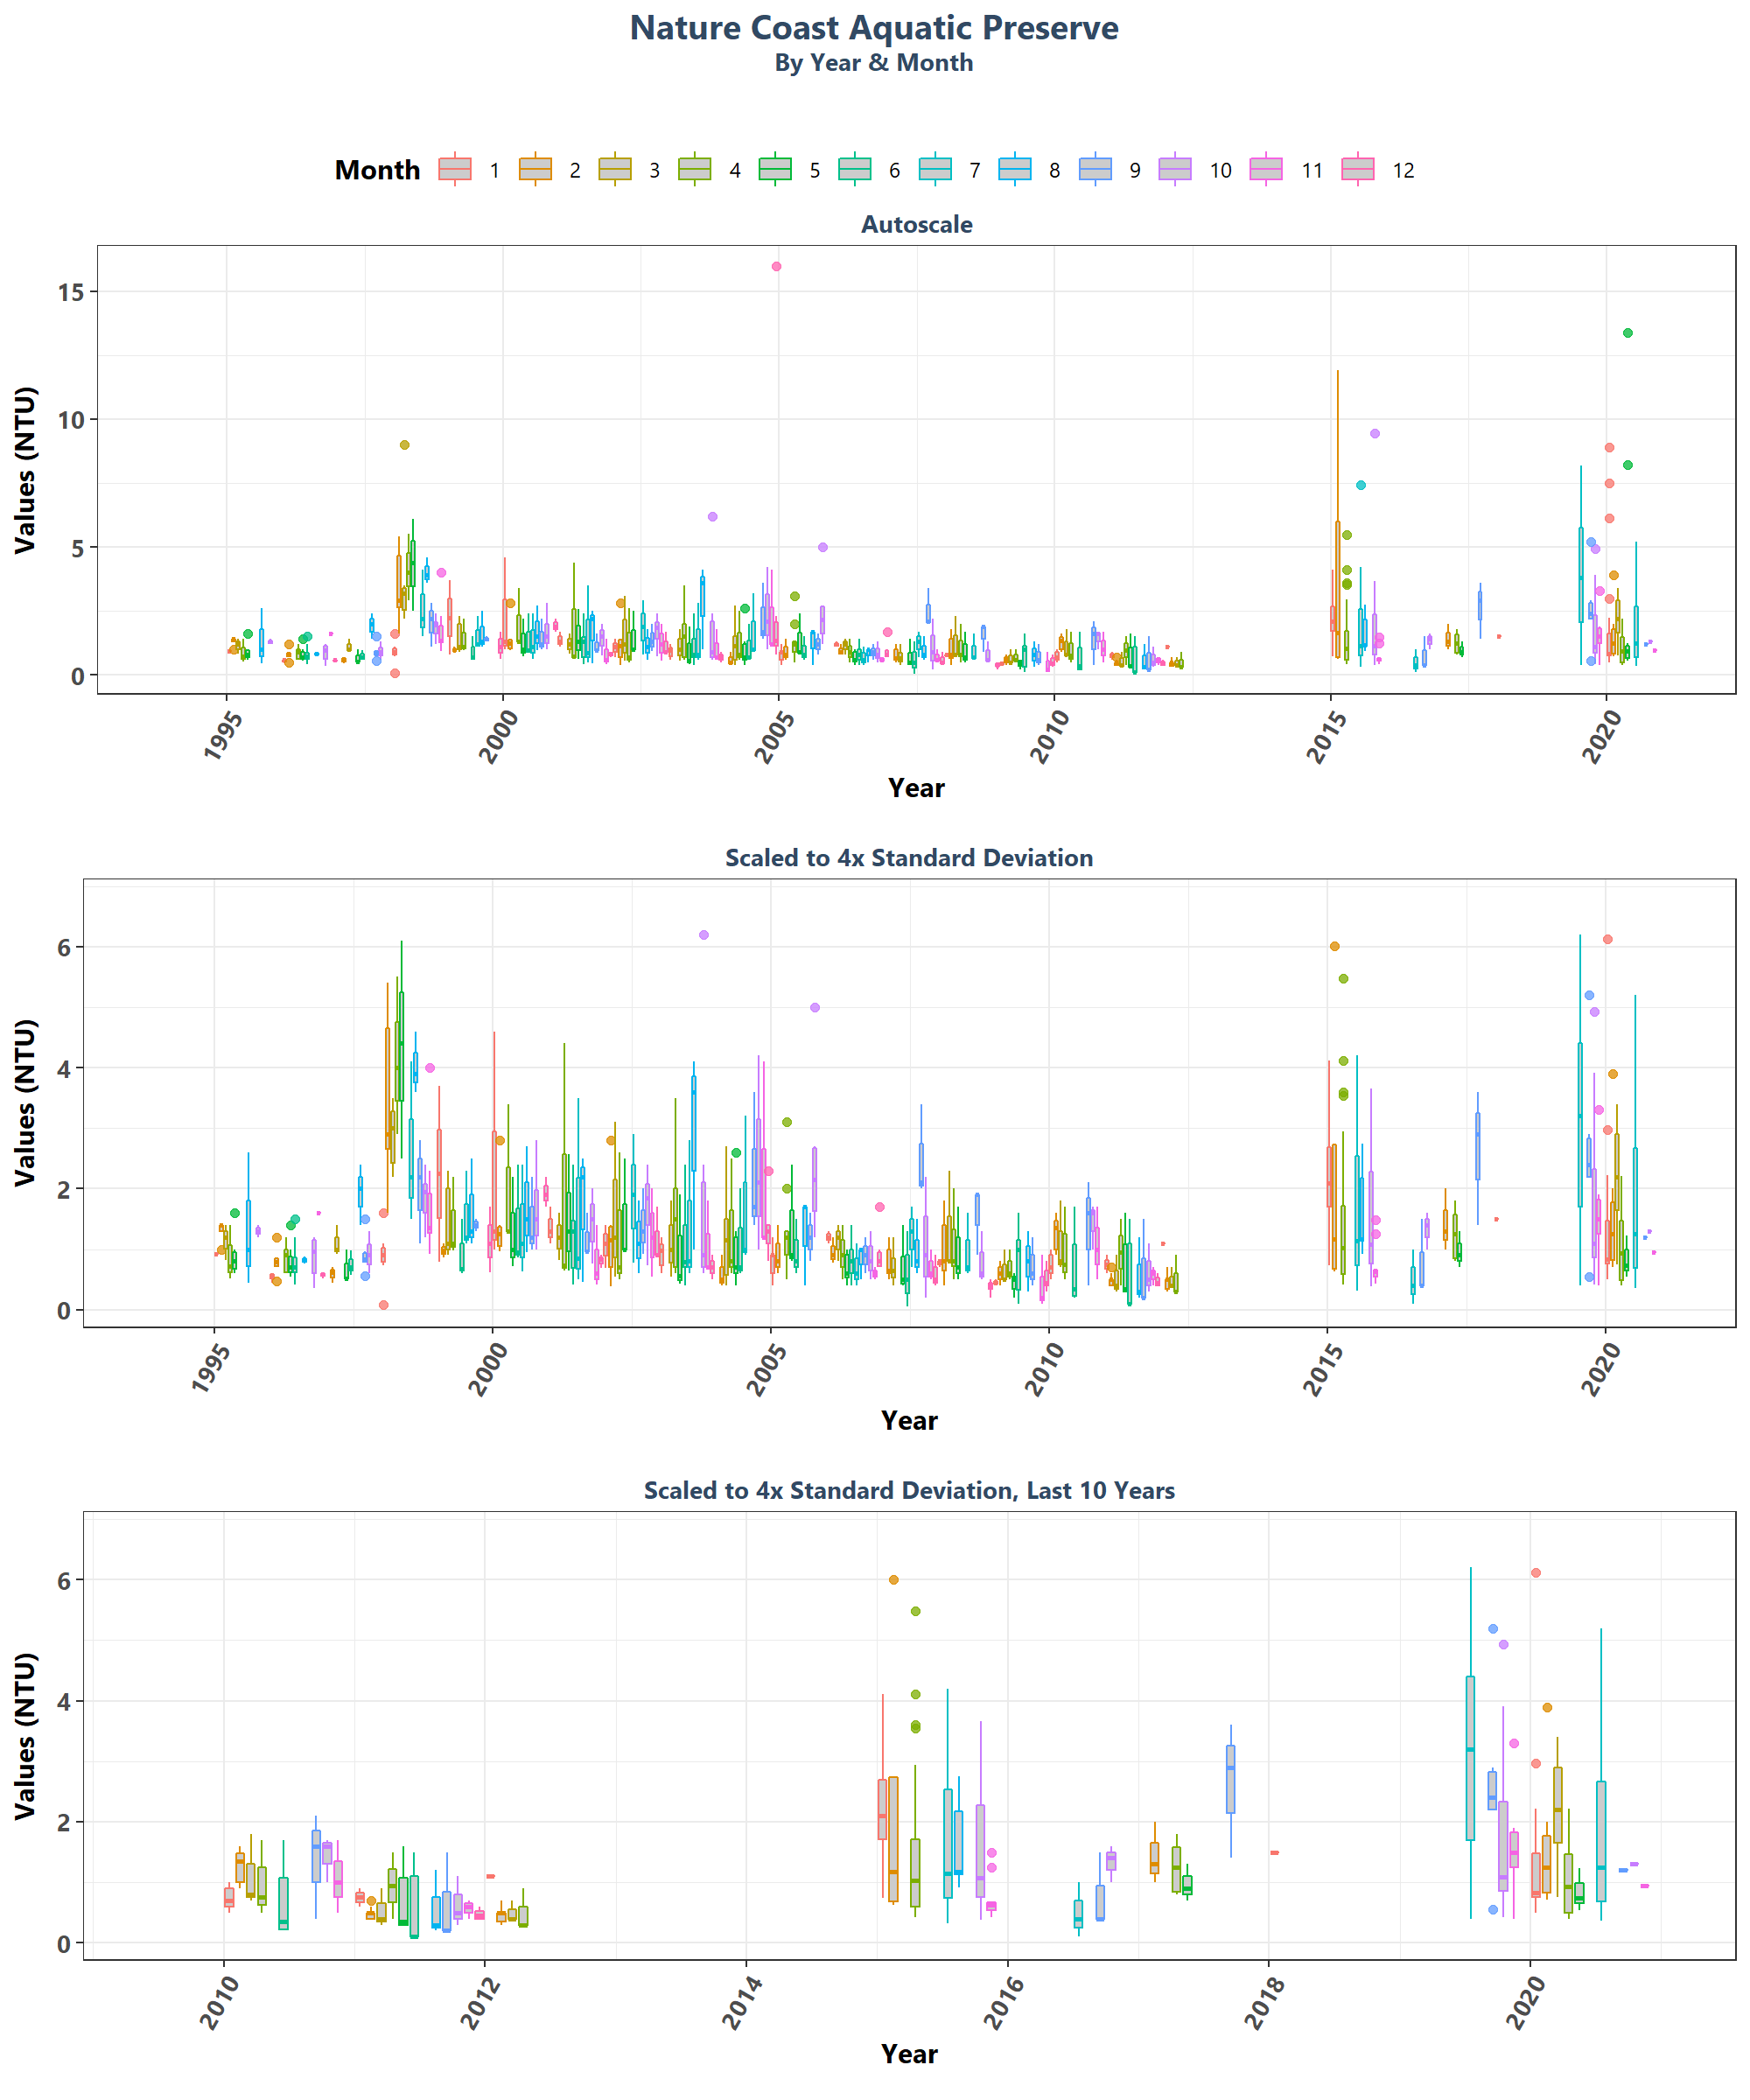 Nature Coast Aquatic Preserve
By Year & Month
Month 1 2 3 4 5 6 7 8 9 10 11 12
Autoscale
Values (NTU)
15
10
5
0
1995 2000 2005 2010 2015 2020
Year
Scaled to 4x Standard Deviation
Values (NTU)
6
4
2
0
1995 2000 2005 2010 2015 2020
Year
Scaled to 4x Standard Deviation, Last 10 Years
Values (NTU)
6
4
2
0
2010 2012 2014 2016 2018 2020
Year